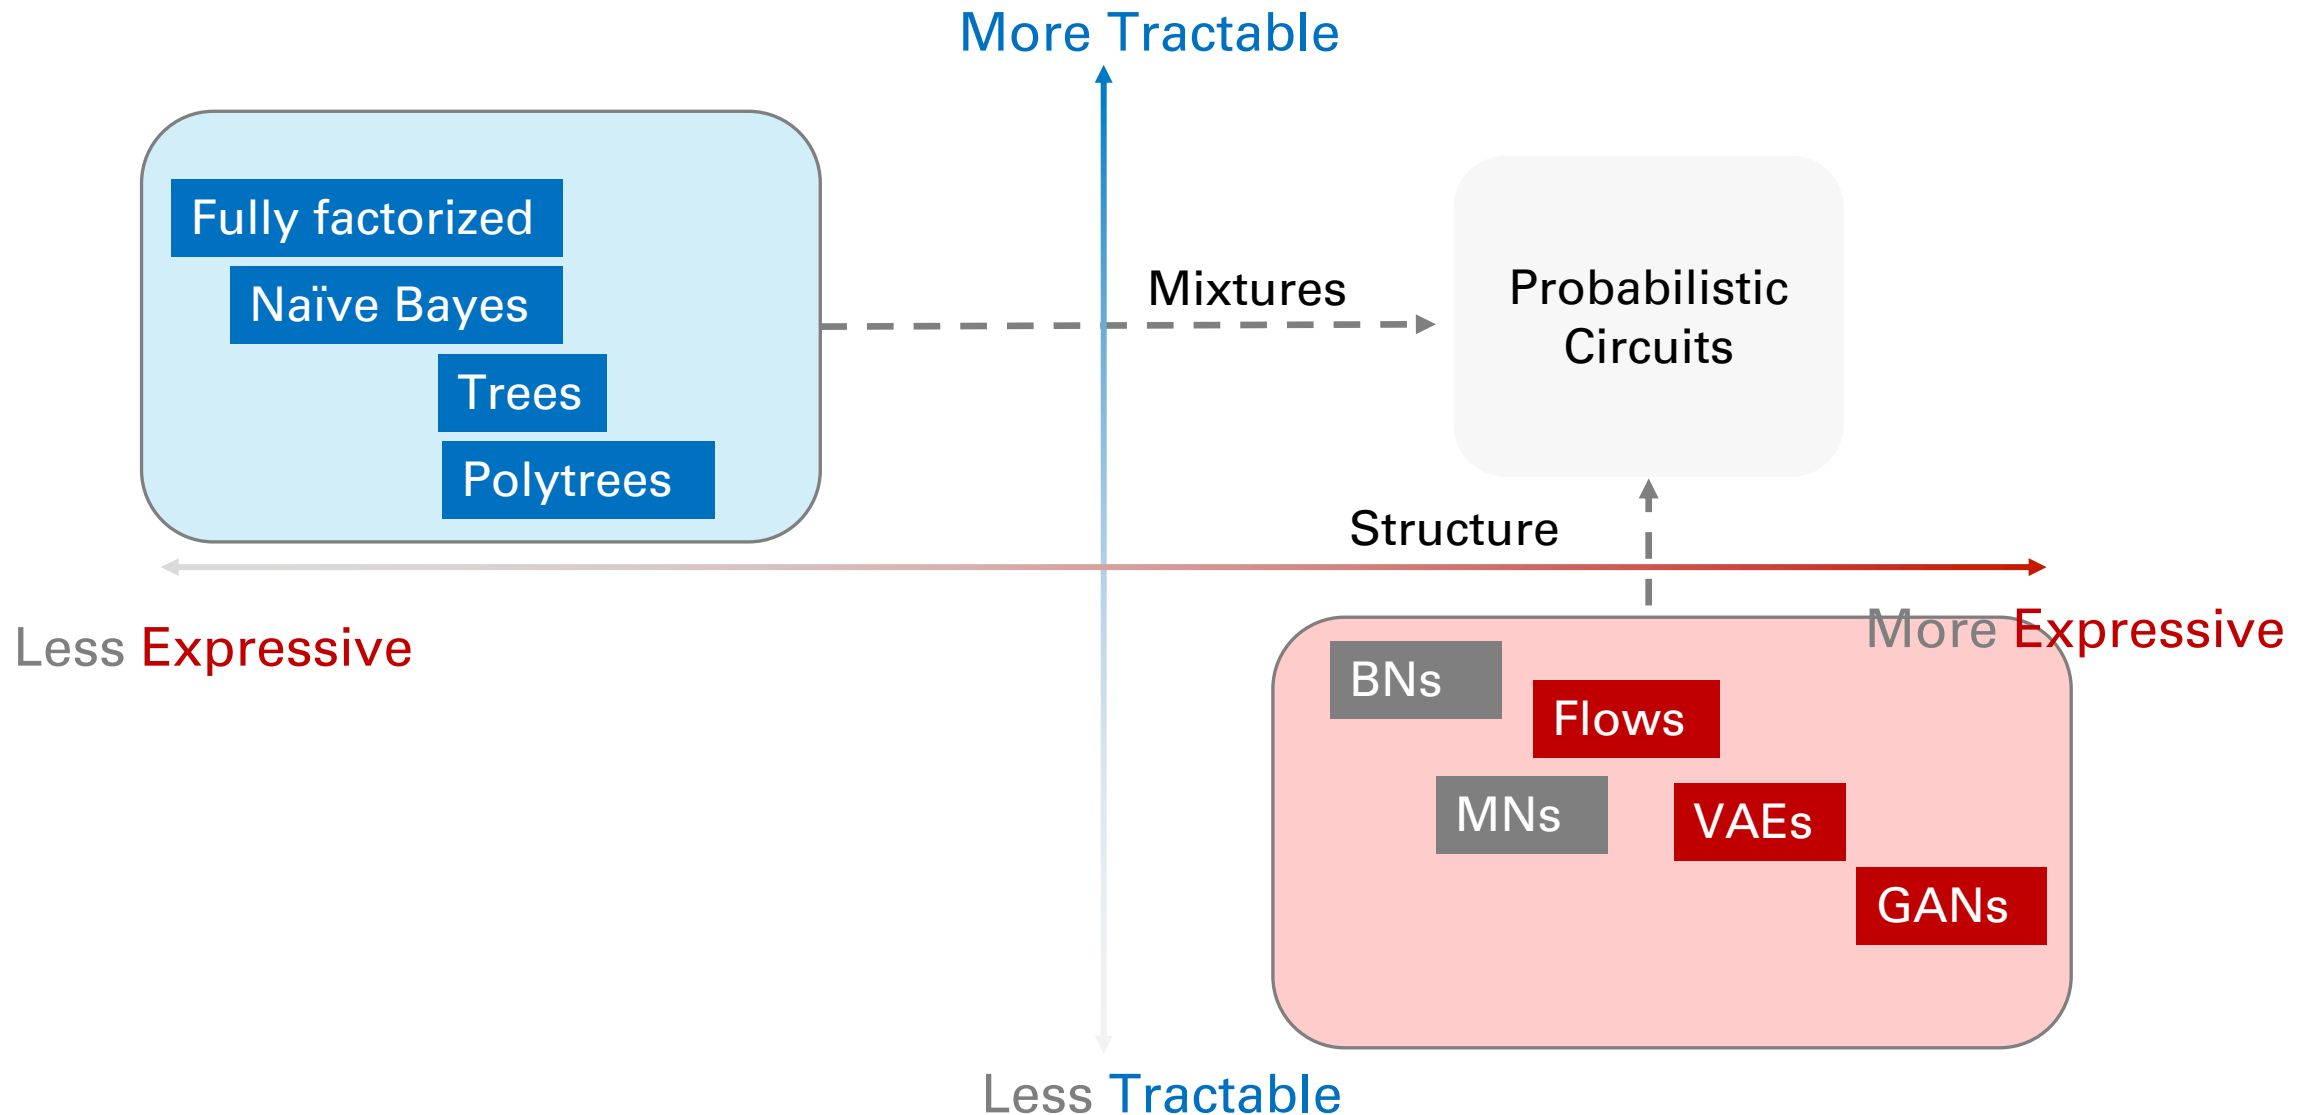 More Tractable
Fully factorized
Naïve Bayes
Trees
Polytrees
Mixtures
Probabilistic
Circuits
Structure
Less Expressive
More Expressive
BNs
Flows
MNs
VAEs
GANs
Less Tractable